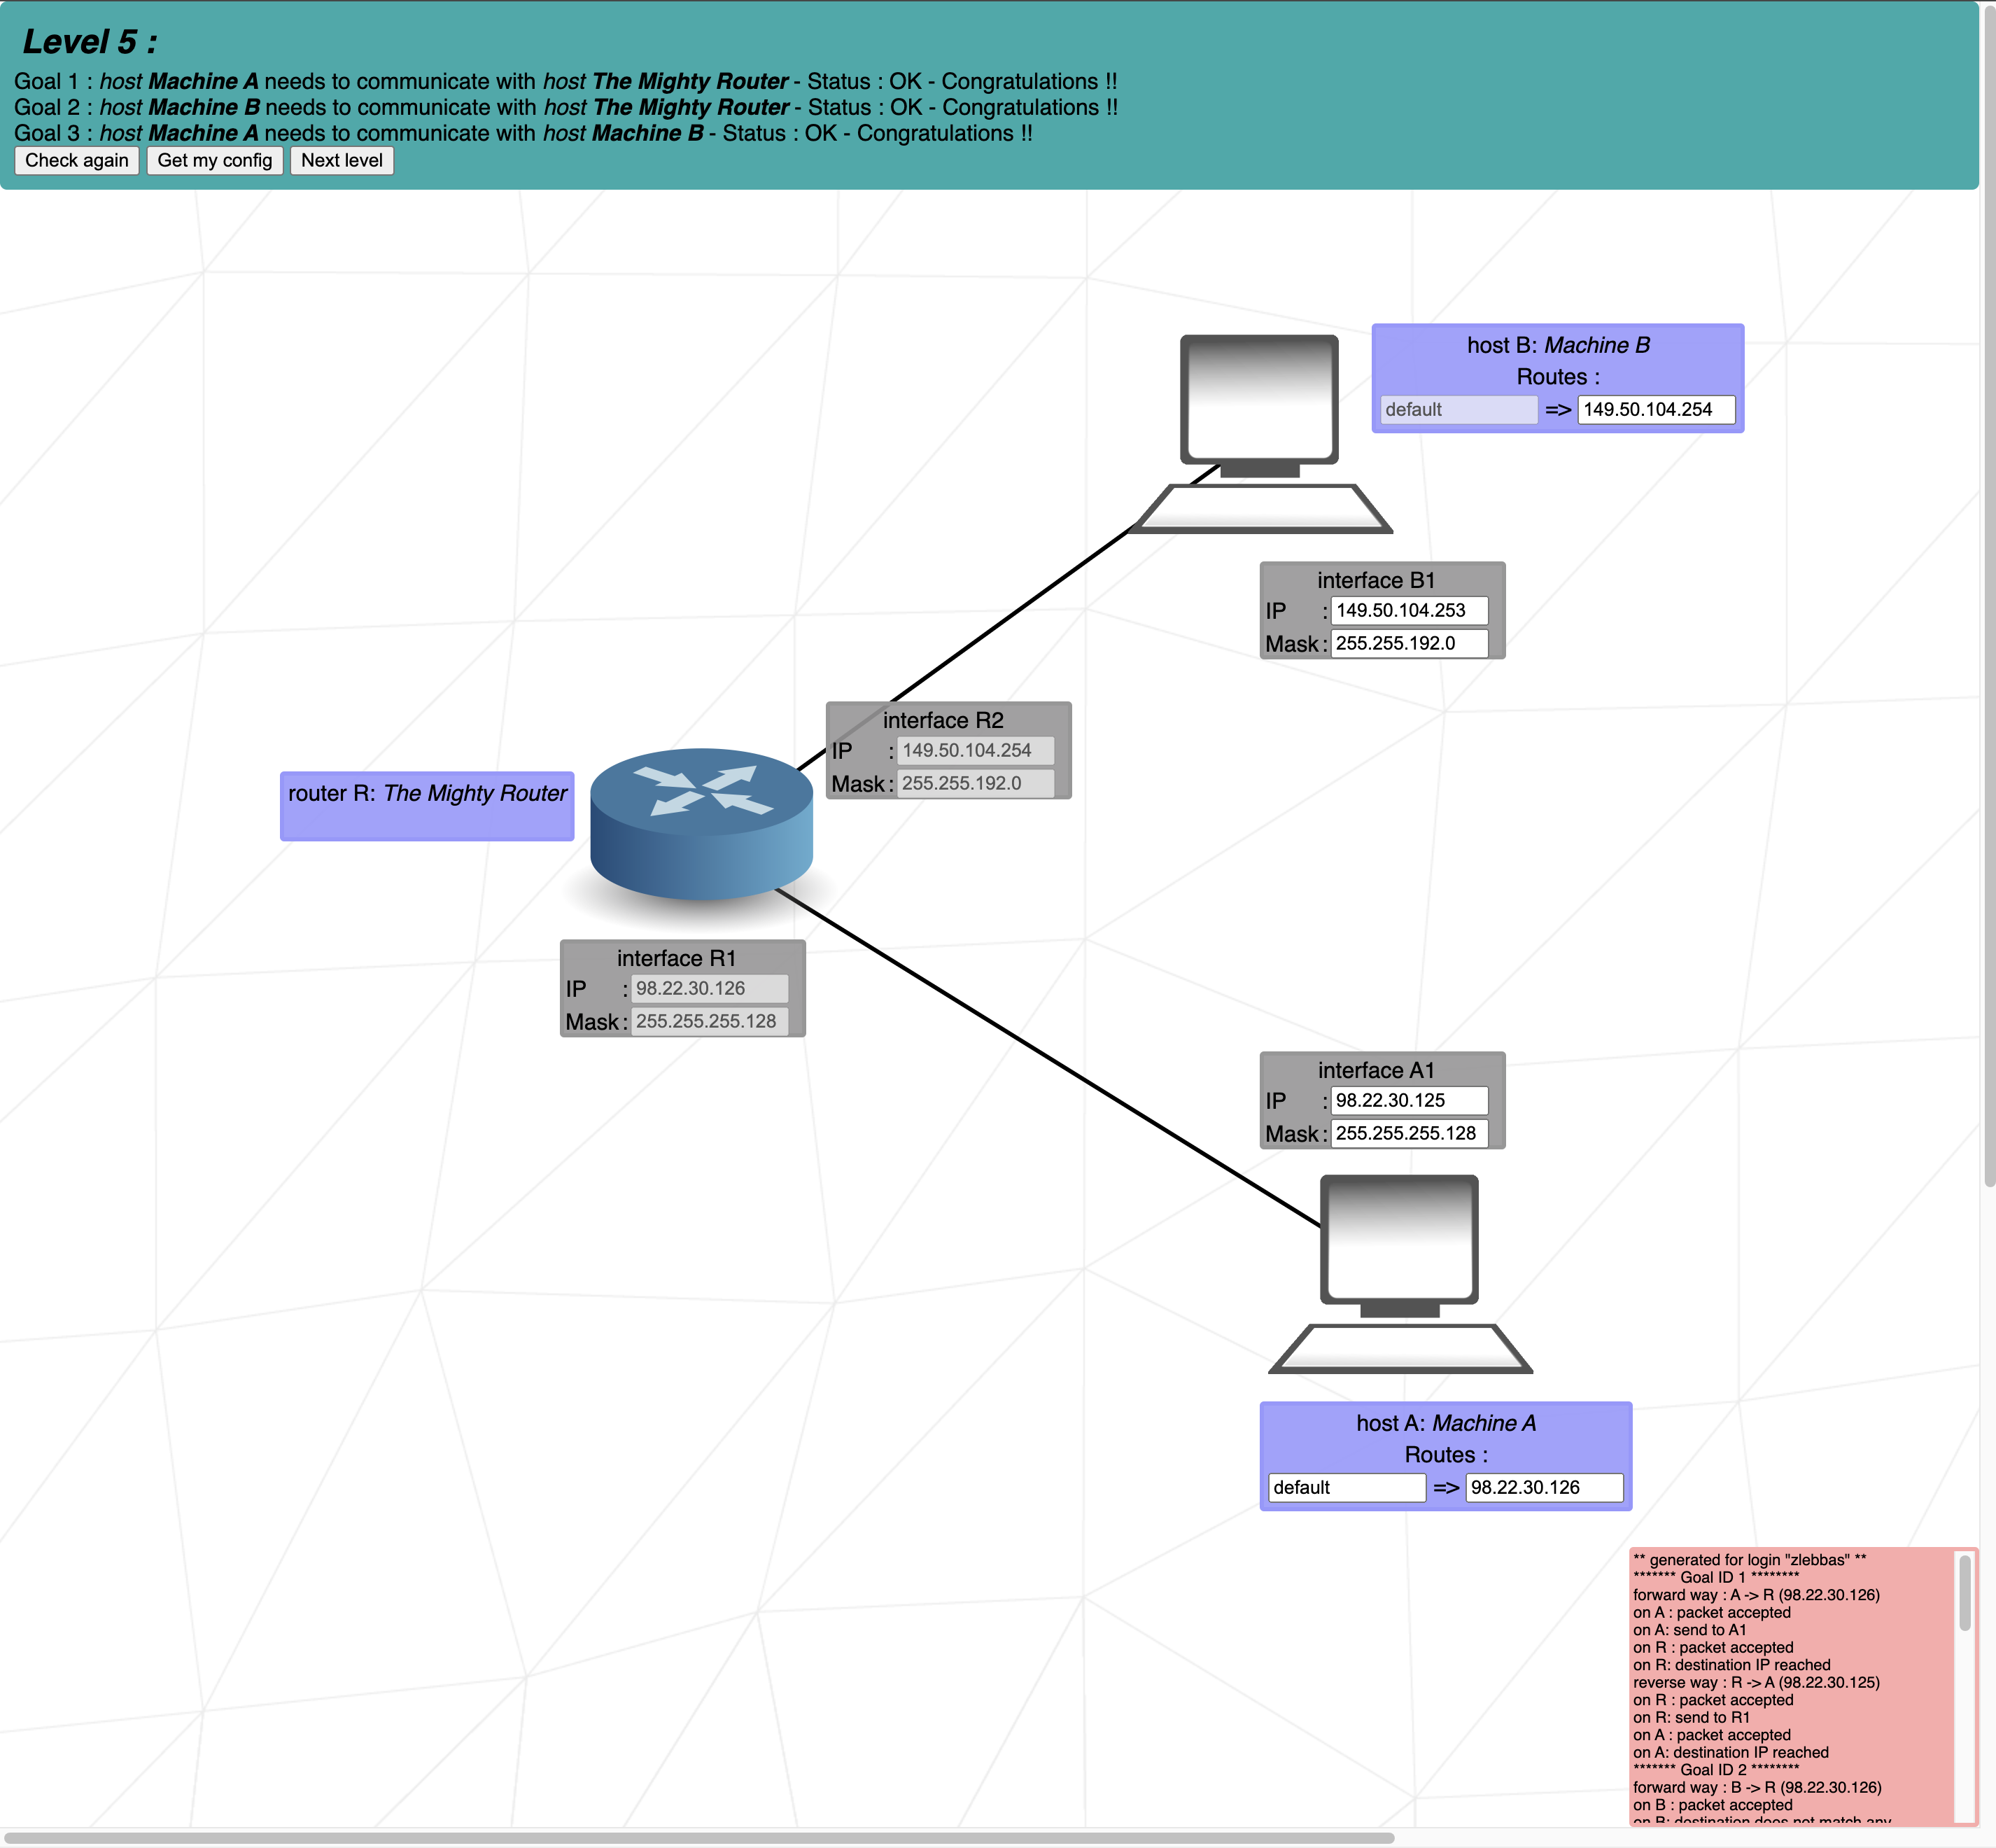 Level 5 :
Goal 1 : host Machine A needs to communicate with host The Mighty Router - Status : OK - Congratulations !!
Goal 2 : host Machine B needs to communicate with host The Mighty Router - Status : OK - Congratulations !!
Goal 3 : host Machine A needs to communicate with host Machine B - Status : OK - Congratulations !!
Check again Get my config Next level
host B: Machine B
Routes :
default => 149.50.104.254
interface B1
IP : 149.50.104.253
Mask : 255.255.192.0
interface R2
IP : 149.50.104.254
Mask : 255.255.192.0
router R: The Mighty Router
interface R1
IP : 98.22.30.126
Mask : 255.255.255.128
interface A1
IP : 98.22.30.125
Mask : 255.255.255.128
host A: Machine A
Routes :
default => 98.22.30.126
** generated for login "zlebbas" **
******* Goal ID 1 ********
forward way : A -> R (98.22.30.126)
on A : packet accepted
on A: send to A1
on R : packet accepted
on R: destination IP reached
reverse way : R -> A (98.22.30.125)
on R : packet accepted
on R: send to R1
on A : packet accepted
on A: destination IP reached
******* Goal ID 2 ********
forward way : B -> R (98.22.30.126)
on B : packet accepted
on B: destination does not match any